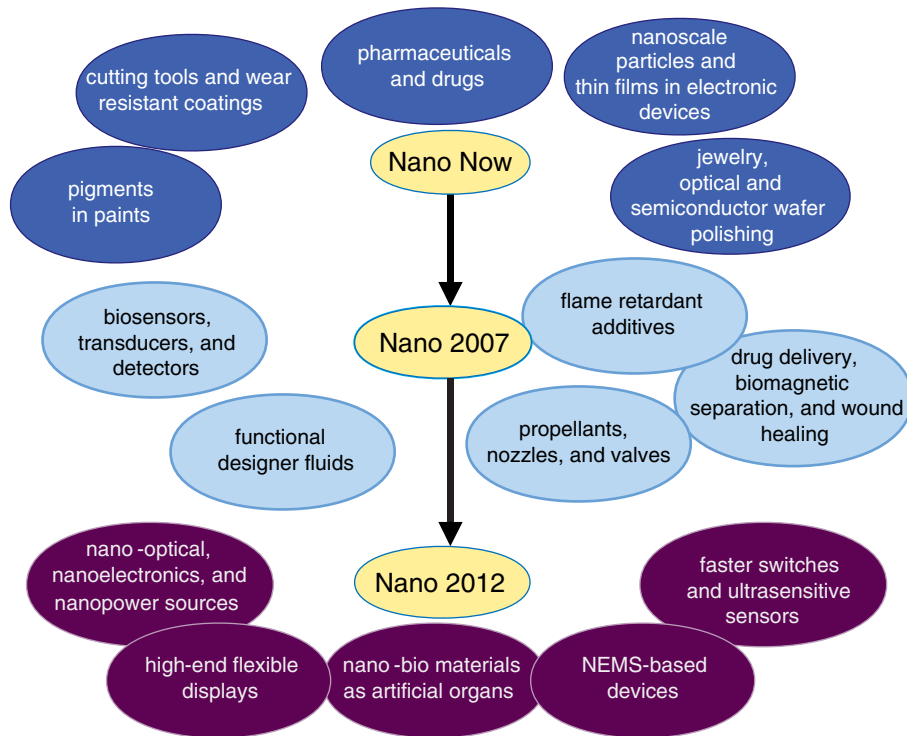 pharmaceuticals
and drugs
nanoscale
particles and
thin films in electronic
devices
cutting tools and wear
resistant coatings
Nano Now
jewelry,
optical and
semiconductor wafer
polishing
pigments
in paints
biosensors,
transducers, and
detectors
Nano 2007
flame retardant
additives
drug delivery,
biomagnetic
separation, and wound
healing
functional
designer fluids
propellants,
nozzles, and valves
nano -optical,
nanoelectronics, and
nanopower sources
Nano 2012
faster switches
and ultrasensitive
sensors
high-end flexible
displays
nano -bio materials
as artificial organs
NEMS-based
devices